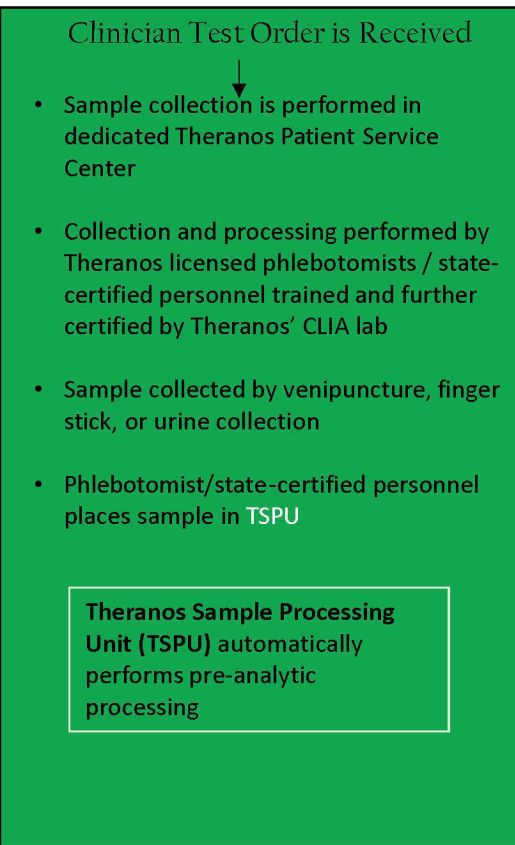 Clinician Test Order is Received
• Sample collection is performed in
dedicated Theranos Patient Service
Center
• Collection and processing performed by
Theranos licensed phlebotomists / state-
certified personnel trained and further
certified by Theranos’ CLIA lab
• Sample collected by venipuncture, finger
stick, or urine collection
• Phlebotomist/state-certified personnel
places sample in TSPU
Theranos Sample Processing
Unit (TSPU) automatically
performs pre-analytic
processing